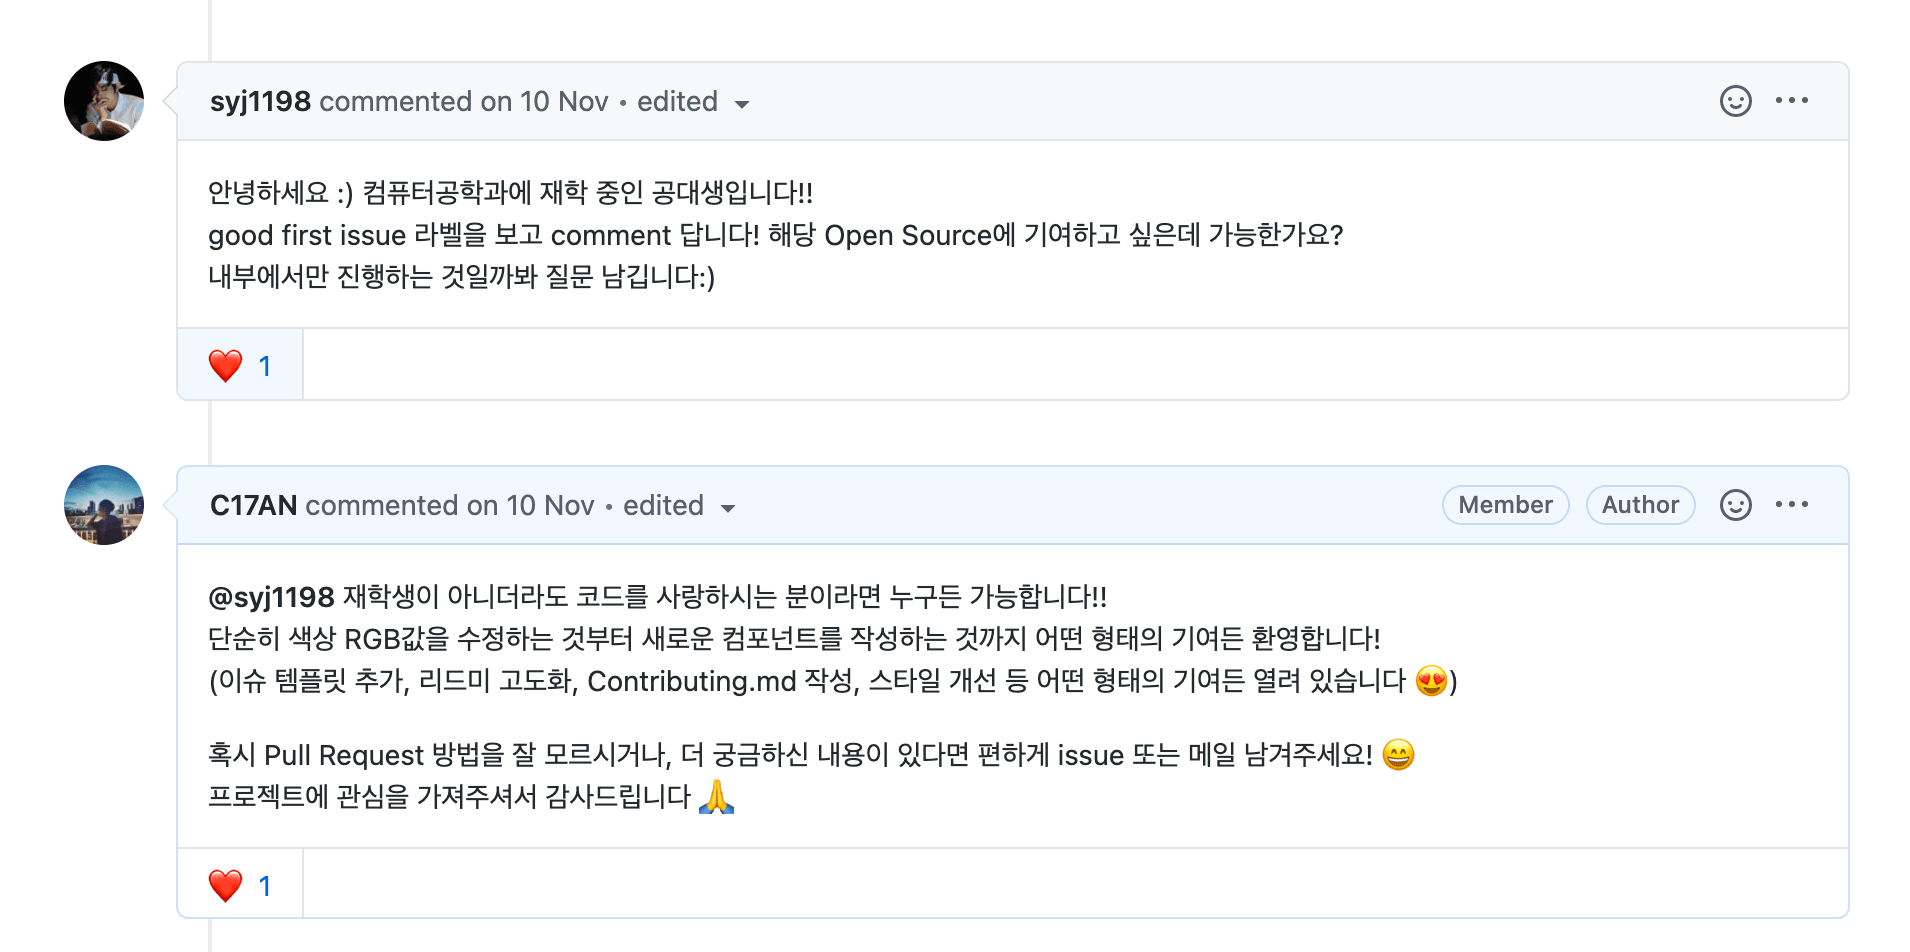 syj1198 commented on 10 Nov • edited
안녕하세요 :) 컴퓨터공학과에 재학 중인 공대생입니다!!
good first issue 라벨을 보고 comment 답니다! 해당 Open Source에 기여하고 싶은데 가능한가요?
내부에서만 진행하는 것일까봐 질문 남깁니다:)
❤️ 1
C17AN commented on 10 Nov • edited Member Author
@syj1198 재학생이 아니더라도 코드를 사랑하시는 분이라면 누구든 가능합니다!!
단순히 색상 RGB값을 수정하는 것부터 새로운 컴포넌트를 작성하는 것까지 어떤 형태의 기여든 환영합니다!
(이슈 템플릿 추가, 리드미 고도화, Contributing.md 작성, 스타일 개선 등 어떤 형태의 기여든 열려 있습니다 😍)
혹시 Pull Request 방법을 잘 모르시거나, 더 궁금하신 내용이 있다면 편하게 issue 또는 메일 남겨주세요! 😄
프로젝트에 관심을 가져주셔서 감사드립니다 🙏
❤️ 1